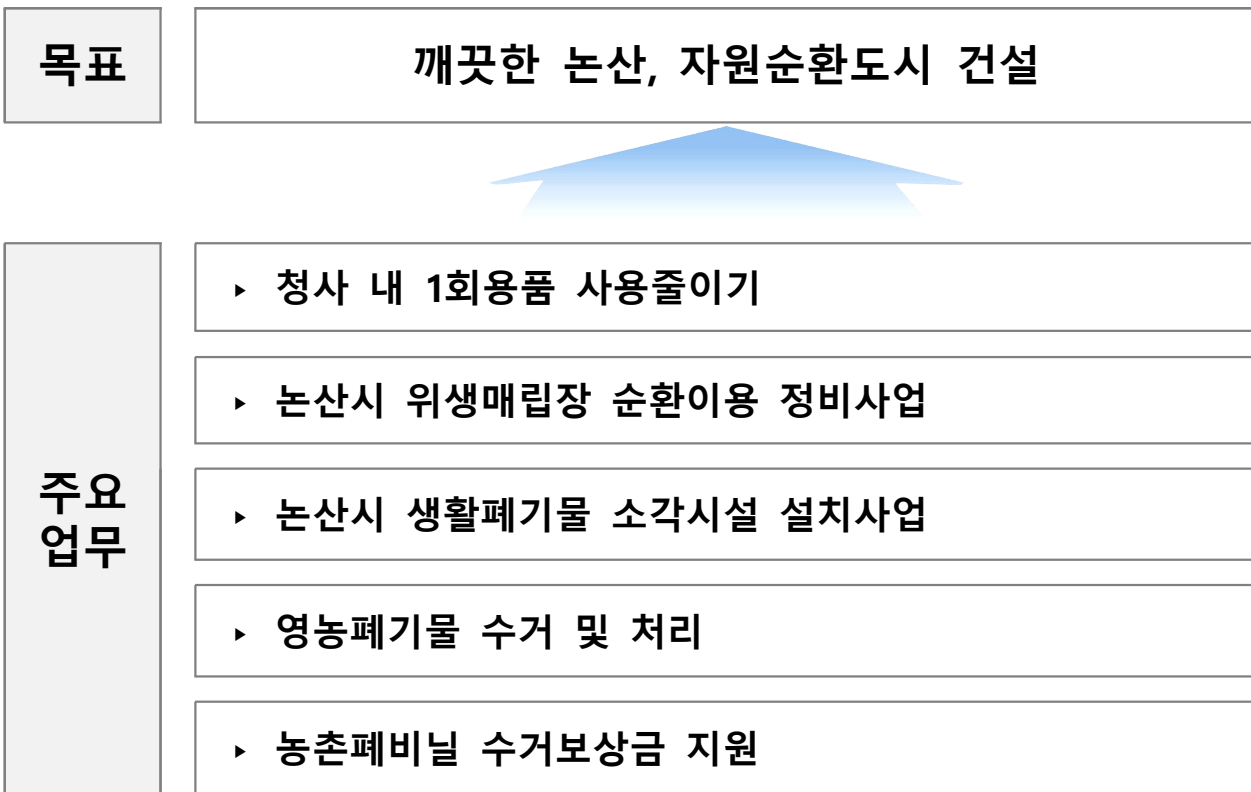 목표
깨끗한 논산, 자원순환도시 건설
주요
업무
▸ 청사 내 1회용품 사용줄이기
▸ 논산시 위생매립장 순환이용 정비사업
▸ 논산시 생활폐기물 소각시설 설치사업
▸ 영농폐기물 수거 및 처리
▸ 농촌폐비닐 수거보상금 지원